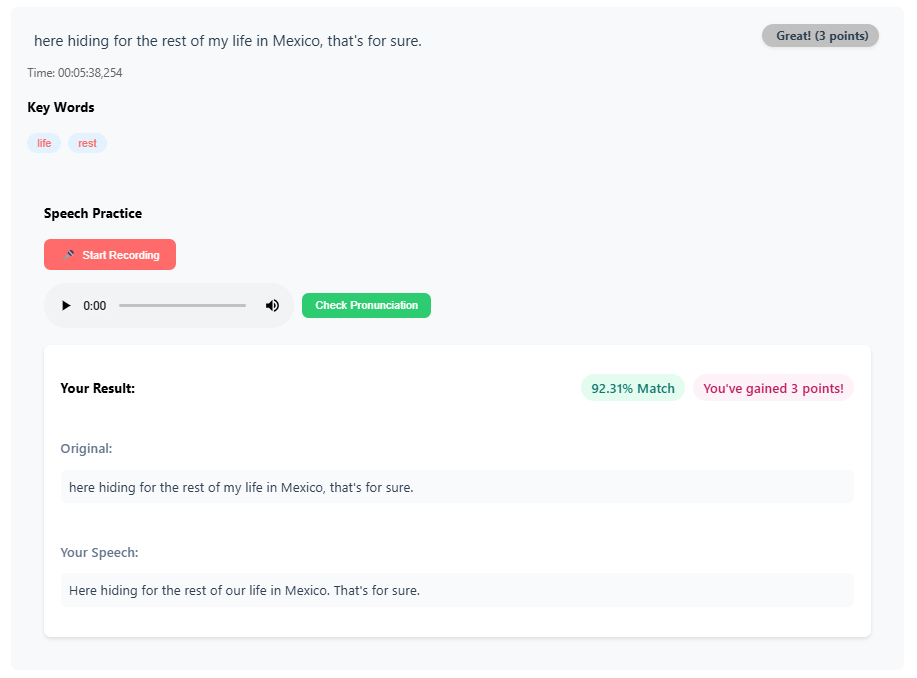 here hiding for the rest of my life in Mexico, that's for sure.
Great! (3 points)
Time: 00:05:38,254
Key Words
life
rest
Speech Practice
Start Recording
0:00
Check Pronunciation
Your Result:
92.31% Match
You've gained 3 points!
Original:
here hiding for the rest of my life in Mexico, that's for sure.
Your Speech:
Here hiding for the rest of our life in Mexico. That's for sure.